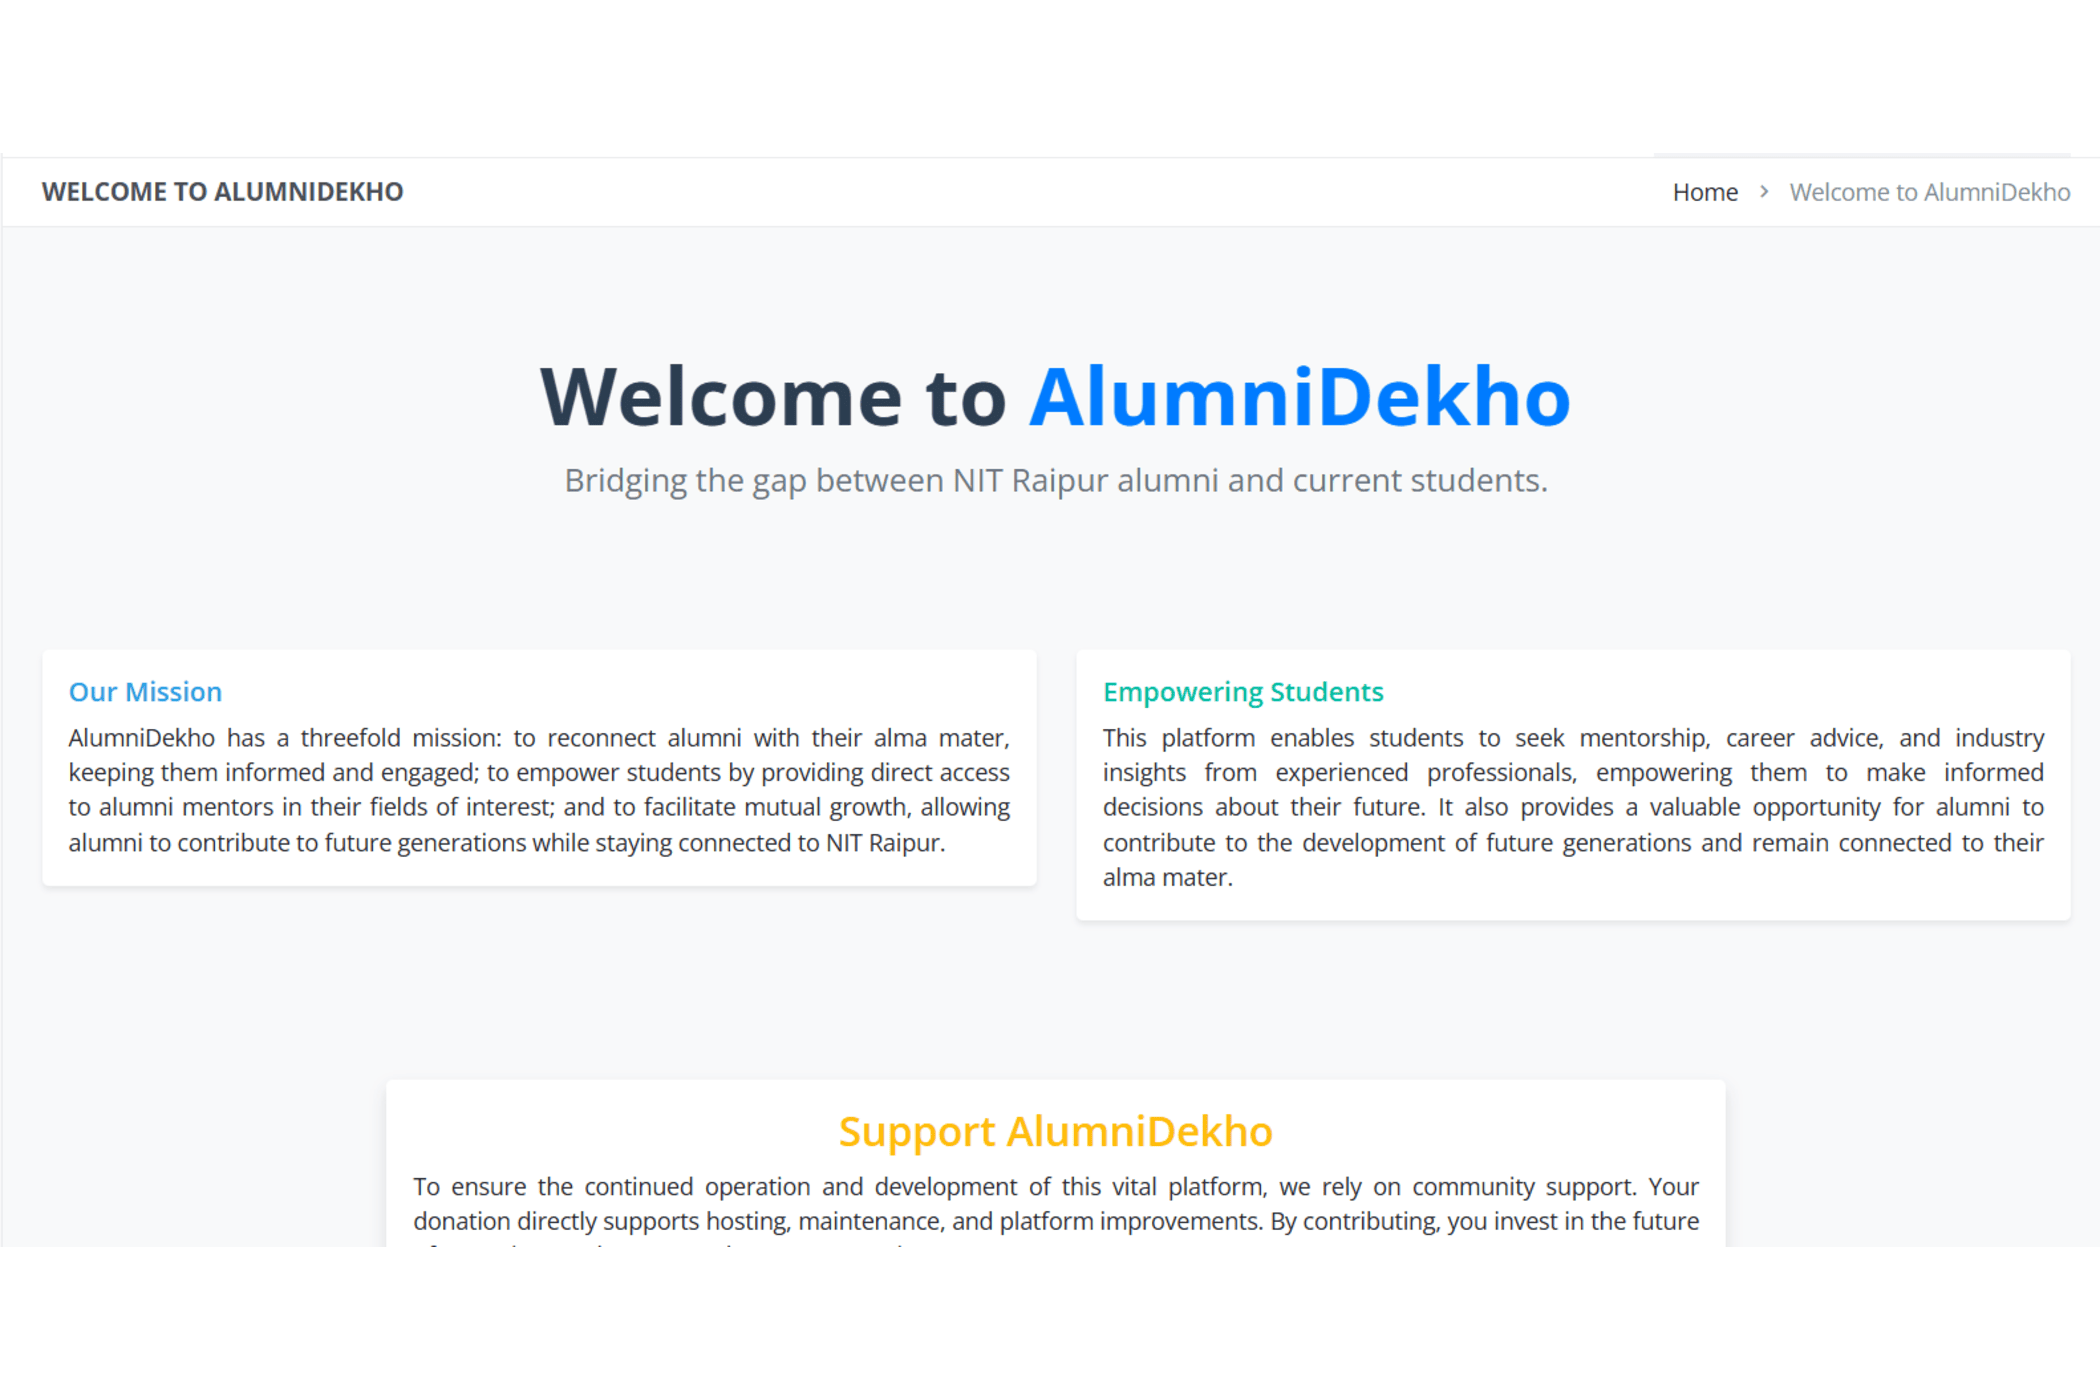 WELCOME TO ALUMNIDEKHO
Home > Welcome to AlumniDekho
Welcome to AlumniDekho
Bridging the gap between NIT Raipur alumni and current students.
Our Mission
AlumniDekho has a threefold mission: to reconnect alumni with their alma mater,
keeping them informed and engaged; to empower students by providing direct access
to alumni mentors in their fields of interest; and to facilitate mutual growth, allowing
alumni to contribute to future generations while staying connected to NIT Raipur.
Empowering Students
This platform enables students to seek mentorship, career advice, and industry
insights from experienced professionals, empowering them to make informed
decisions about their future. It also provides a valuable opportunity for alumni to
contribute to the development of future generations and remain connected to their
alma mater.
Support AlumniDekho
To ensure the continued operation and development of this vital platform, we rely on community support. Your
donation directly supports hosting, maintenance, and platform improvements. By contributing, you invest in the future